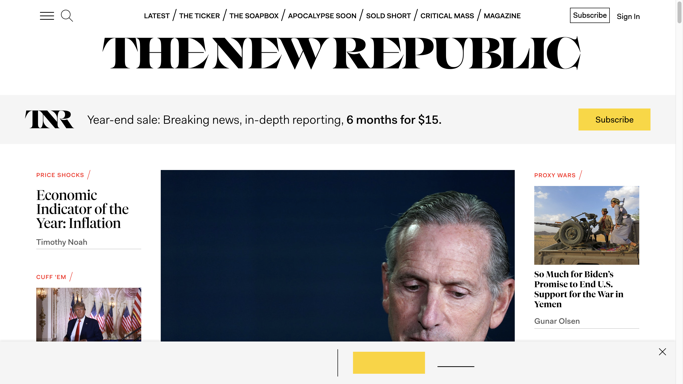 LATEST / THE TICKER / THE SOAPBOX / APOCALYPSE SOON / SOLD SHORT / CRITICAL MASS / MAGAZINE
Subscribe
Sign In
THE NEW REPUBLIC
TNR
Year-end sale: Breaking news, in-depth reporting, 6 months for $15.
Subscribe
PRICE SHOCKS /
Economic
Indicator of the
Year: Inflation
Timothy Noah
CUFF 'EM /
PROXY WARS /
So Much for Biden's
Promise to End U.S.
Support for the War in
Yemen
Gunar Olsen